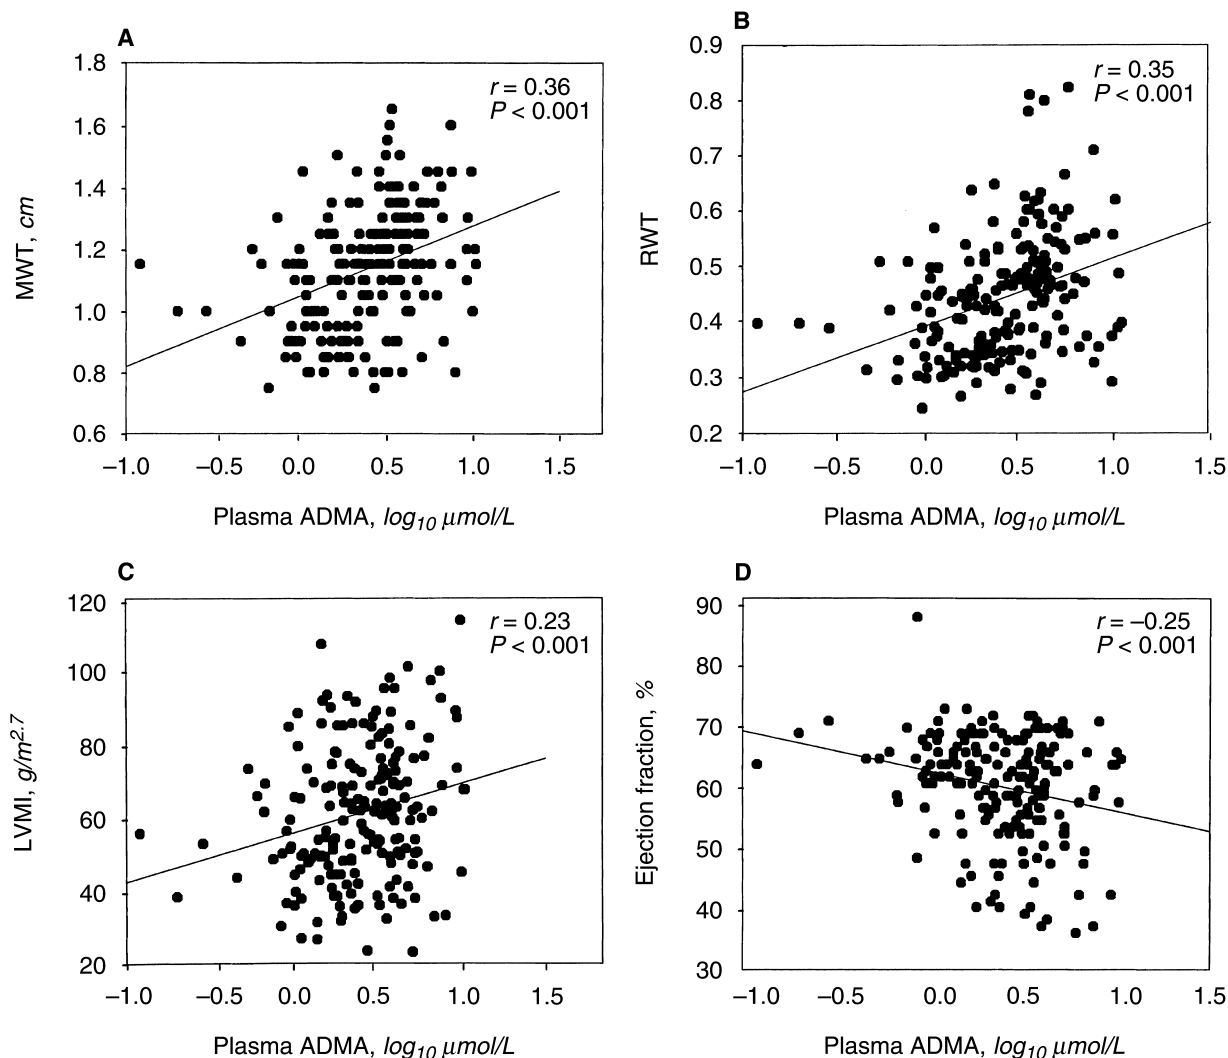 A
1.8
1.6
1.4
1.2
1.0
0.8
0.6
MWT, cm
r = 0.36
P < 0.001
–1.0 –0.5 0.0 0.5 1.0 1.5
Plasma ADMA, log10 μmol/L
B
0.9
0.8
0.7
0.6
0.5
0.4
0.3
0.2
RWT
r = 0.35
P < 0.001
–1.0 –0.5 0.0 0.5 1.0 1.5
Plasma ADMA, log10 μmol/L
C
120
100
80
60
40
20
LVMI, g/m2.7
r = 0.23
P < 0.001
–1.0 –0.5 0.0 0.5 1.0 1.5
Plasma ADMA, log10 μmol/L
D
90
80
70
60
50
40
30
Ejection fraction, %
r = –0.25
P < 0.001
–1.0 –0.5 0.0 0.5 1.0 1.5
Plasma ADMA, log10 μmol/L